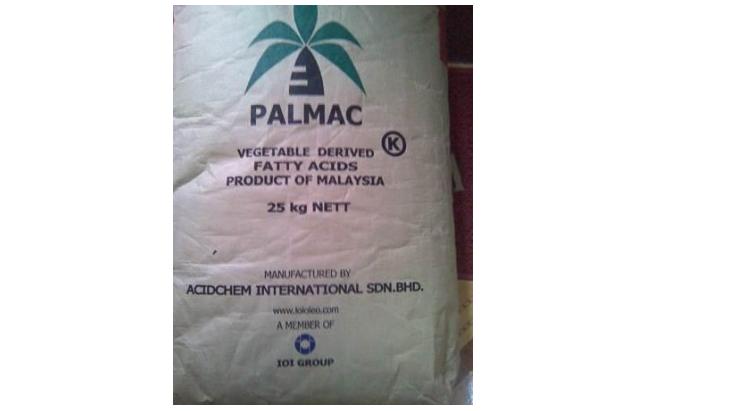 PALMAC
VEGETABLE DERIVED K
FATTY ACIDS
PRODUCT OF MALAYSIA
25 kg NETT
MANUFACTURED BY
ACIDCHEM INTERNATIONAL SDN.BHD.
www.ioioleo.com
A MEMBER OF
IOI GROUP